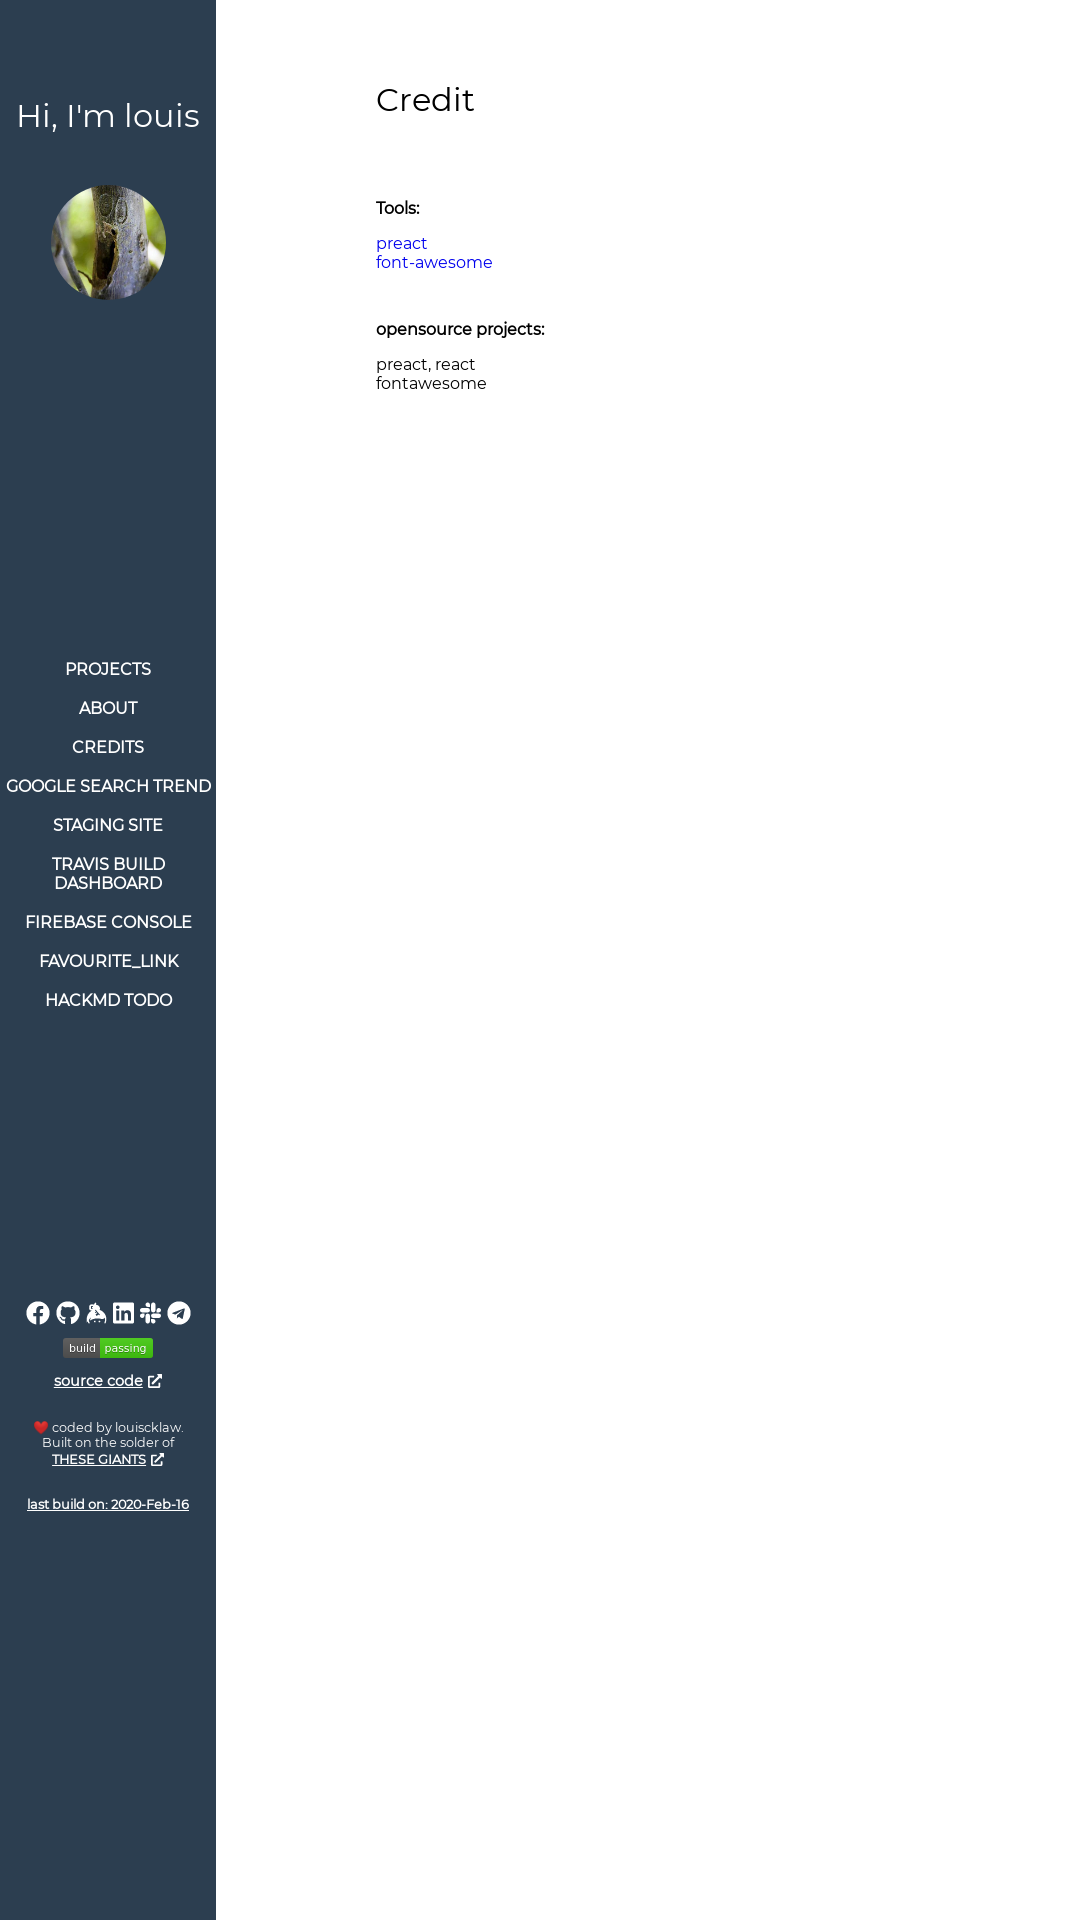 Hi, I'm louis
PROJECTS
ABOUT
CREDITS
GOOGLE SEARCH TREND
STAGING SITE
TRAVIS BUILD
DASHBOARD
FIREBASE CONSOLE
FAVOURITE_LINK
HACKMD TODO
build passing
source code
❤️ coded by louiscklaw.
Built on the solder of
THESE GIANTS
last build on: 2020-Feb-16
Credit
Tools:
preact
font-awesome
opensource projects:
preact, react
fontawesome